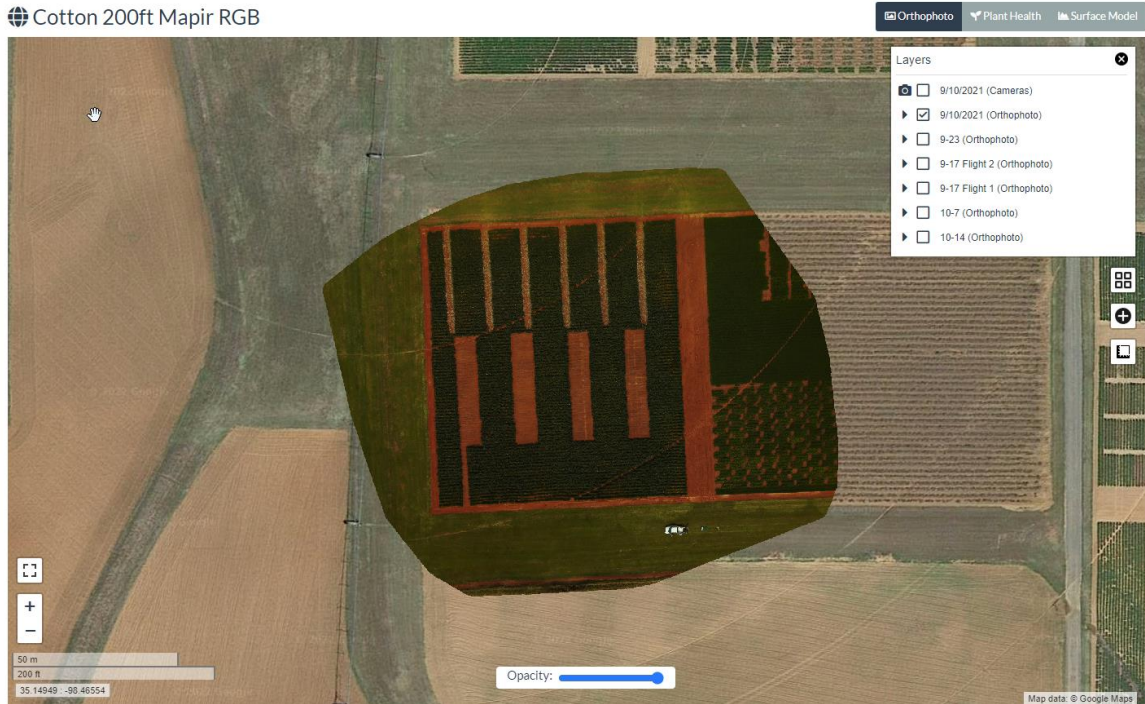 Cotton 200ft Mapir RGB
Orthophoto
Plant Health
Surface Model
Layers
9/10/2021 (Cameras)
9/10/2021 (Orthophoto)
9-23 (Orthophoto)
9-17 Flight 2 (Orthophoto)
9-17 Flight 1 (Orthophoto)
10-7 (Orthophoto)
10-14 (Orthophoto)
+
−
50 m
200 ft
35.14949 : -98.46554
Opacity:
Map data: © Google Maps